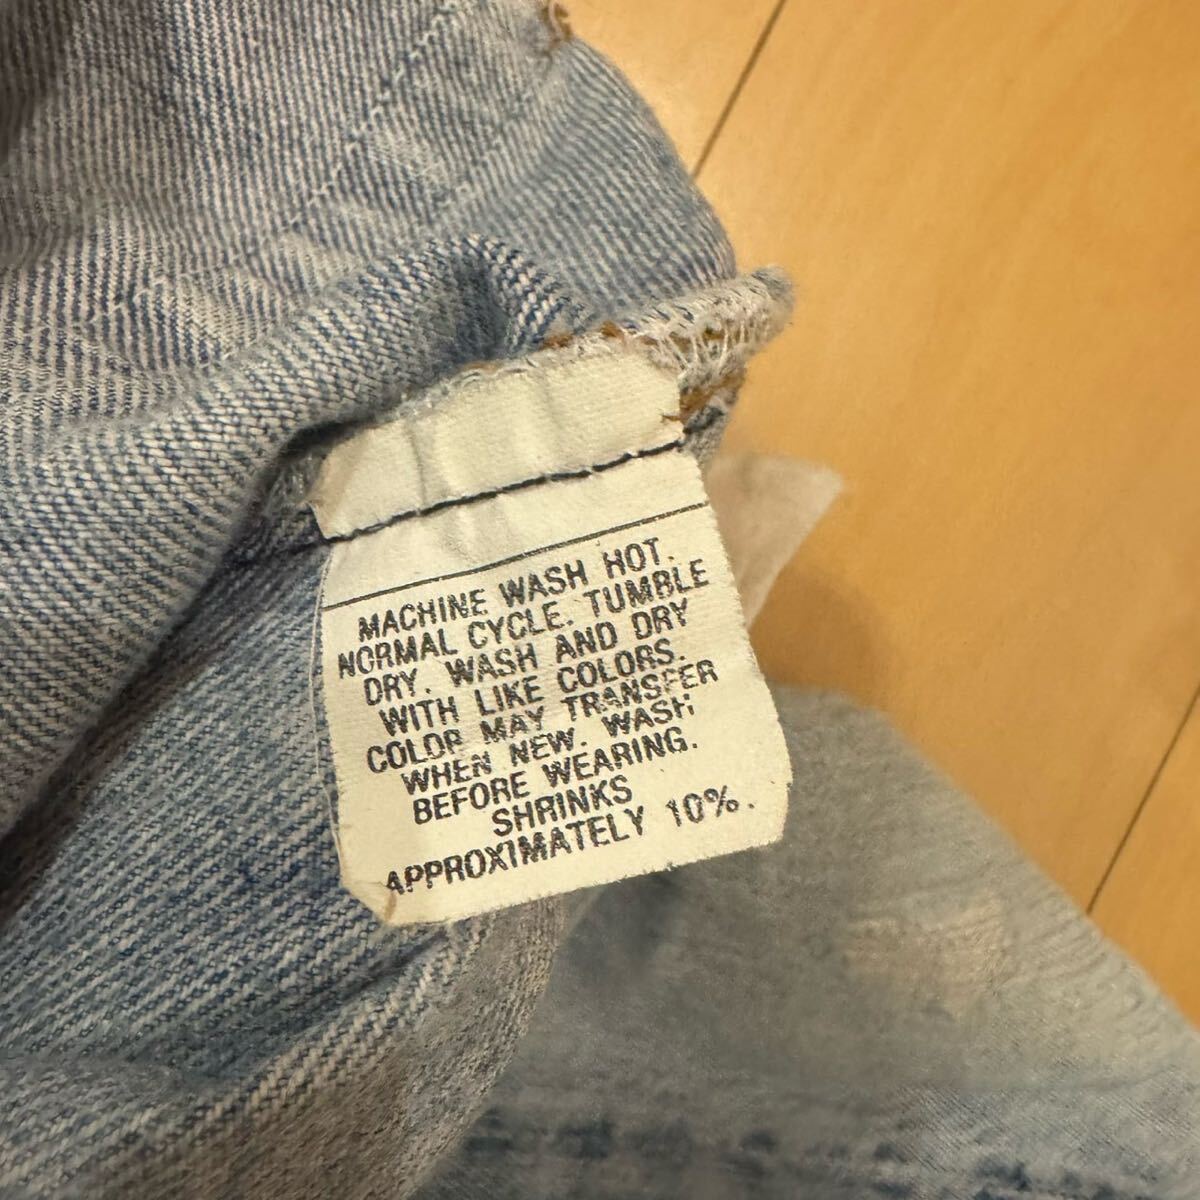 MACHINE WASH HOT.
NORMAL CYCLE. TUMBLE
DRY. WASH AND DRY
WITH LIKE COLORS.
COLOR MAY TRANSFER
WHEN NEW. WASH
BEFORE WEARING.
SHRINKS
APPROXIMATELY 10%.